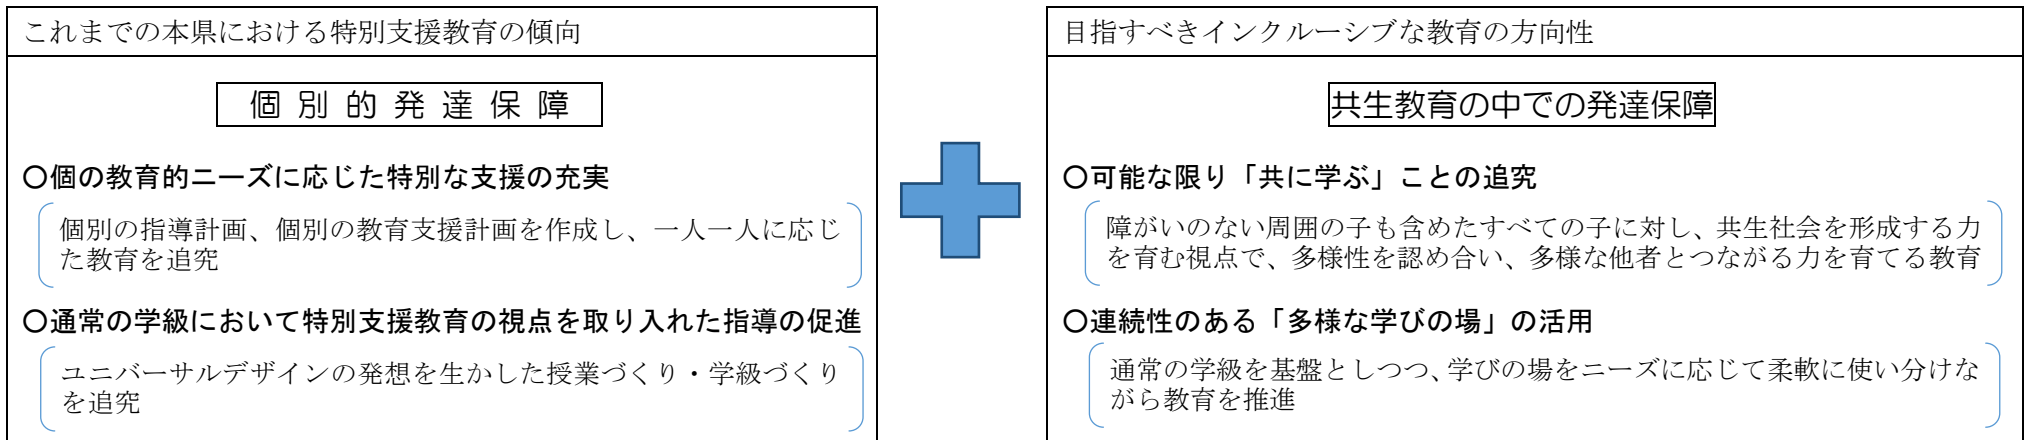 これまでの本県における特別支援教育の傾向
個別的発達保障
〇個の教育的ニーズに応じた特別な支援の充実
個別の指導計画、個別の教育支援計画を作成し、一人一人に応じ
た教育を追究
〇通常の学級において特別支援教育の視点を取り入れた指導の促進
ユニバーサルデザインの発想を生かした授業づくり・学級づくり
を追究
目指すべきインクルーシブな教育の方向性
共生教育の中での発達保障
〇可能な限り「共に学ぶ」ことの追究
障がいのない周囲の子も含めたすべての子に対し、共生社会を形成する力
を育む視点で、多様性を認め合い、多様な他者とつながる力を育てる教育
〇連続性のある「多様な学びの場」の活用
通常の学級を基盤としつつ、学びの場をニーズに応じて柔軟に使い分けな
がら教育を推進